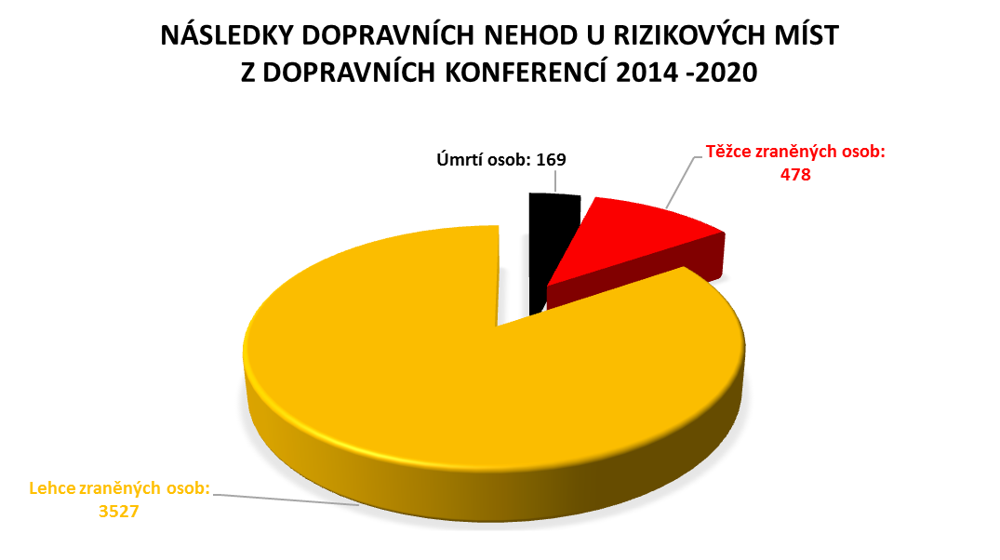 NÁSLEDKY DOPRAVNÍCH NEHOD U RIZIKOVÝCH MÍST
Z DOPRAVNÍCH KONFERENCÍ 2014 -2020
Úmrtí osob: 169
Těžce zraněných osob:
478
Lehce zraněných osob:
3527